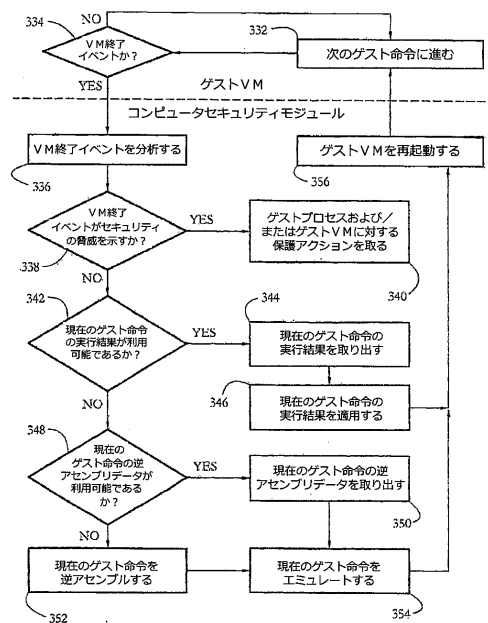 334
NO
332
VM終了
イベントか？
次のゲスト命令に進む
YES
ゲストVM
コンピュータセキュリティモジュール
VM終了イベントを分析する
336
ゲストVMを再起動する
356
VM終了
イベントがセキュリティ
の脅威を示すか？
338
YES
ゲストプロセスおよび／
またはゲストVMに対する
保護アクションを取る
340
NO
342
現在のゲスト命令
の実行結果が利用
可能であるか？
YES
344
現在のゲスト命令の
実行結果を取り出す
346
現在のゲスト命令の
実行結果を適用する
NO
348
現在の
ゲスト命令の逆
アセンブリデータが
利用可能である
か？
YES
現在のゲスト命令の逆
アセンブリデータを取り出す
350
NO
現在のゲスト命令を
逆アセンブルする
352
現在のゲスト命令を
エミュレートする
354